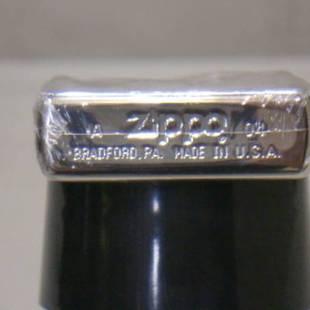 A Zippo 04
BRADFORD, PA. MADE IN U.S.A.